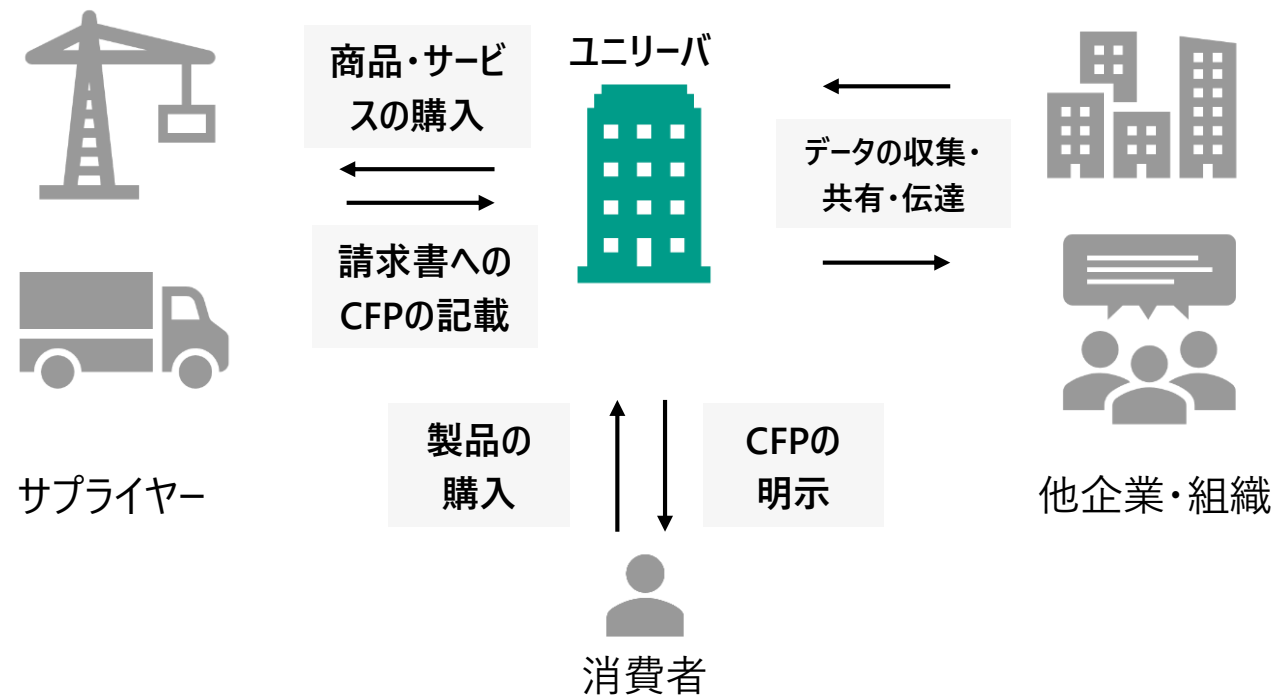 商品・サービ
スの購入
ユニリーバ
データの収集・
共有・伝達
請求書への
CFPの記載
製品の
購入
CFPの
明示
サプライヤー
他企業・組織
消費者